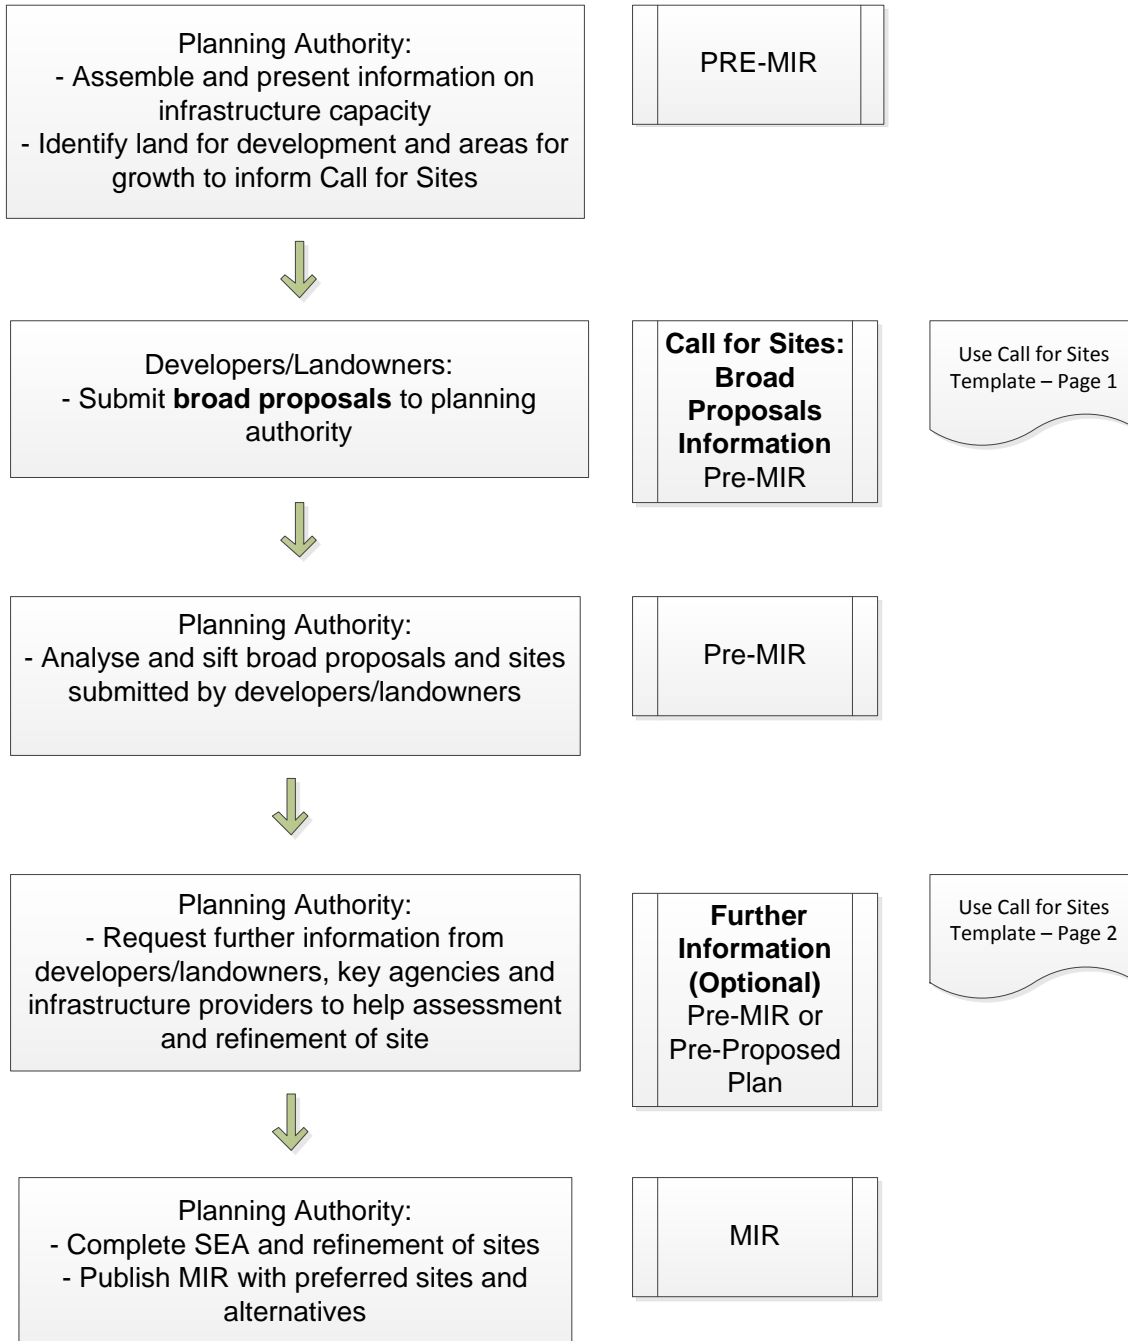 Planning Authority:
- Assemble and present information on
infrastructure capacity
- Identify land for development and areas for
growth to inform Call for Sites
PRE-MIR
Developers/Landowners:
- Submit broad proposals to planning
authority
Call for Sites:
Broad
Proposals
Information
Pre-MIR
Use Call for Sites
Template – Page 1
Planning Authority:
- Analyse and sift broad proposals and sites
submitted by developers/landowners
Pre-MIR
Planning Authority:
- Request further information from
developers/landowners, key agencies and
infrastructure providers to help assessment
and refinement of site
Further
Information
(Optional)
Pre-MIR or
Pre-Proposed
Plan
Use Call for Sites
Template – Page 2
Planning Authority:
- Complete SEA and refinement of sites
- Publish MIR with preferred sites and
alternatives
MIR